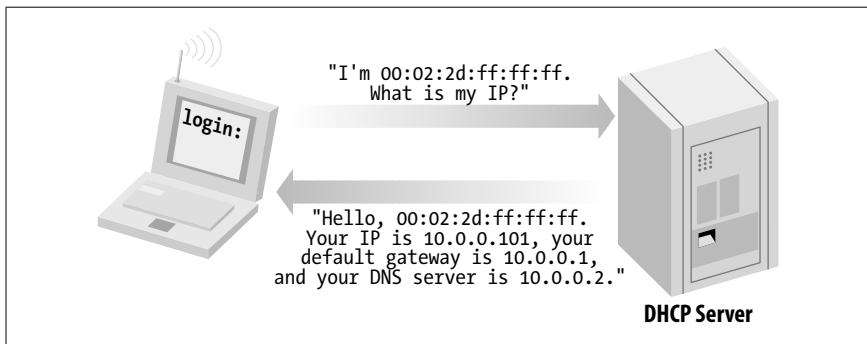 "I'm 00:02:2d:ff:ff:ff.
What is my IP?"
login:
"Hello, 00:02:2d:ff:ff:ff.
Your IP is 10.0.0.101, your
default gateway is 10.0.0.1,
and your DNS server is 10.0.0.2."
DHCP Server